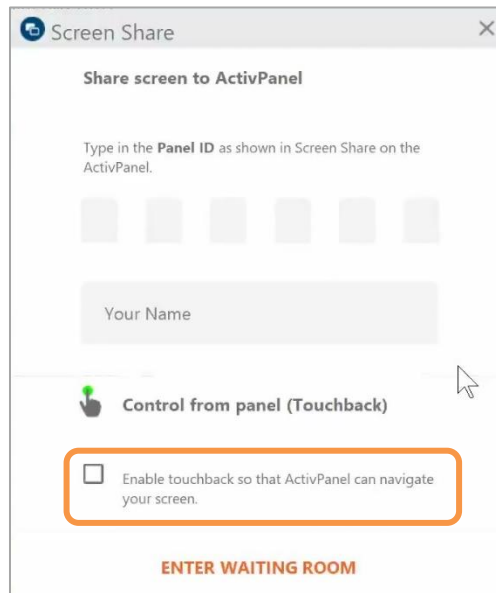 Screen Share
Share screen to ActivPanel
Type in the Panel ID as shown in Screen Share on the
ActivPanel.
Your Name
Control from panel (Touchback)
Enable touchback so that ActivPanel can navigate
your screen.
ENTER WAITING ROOM